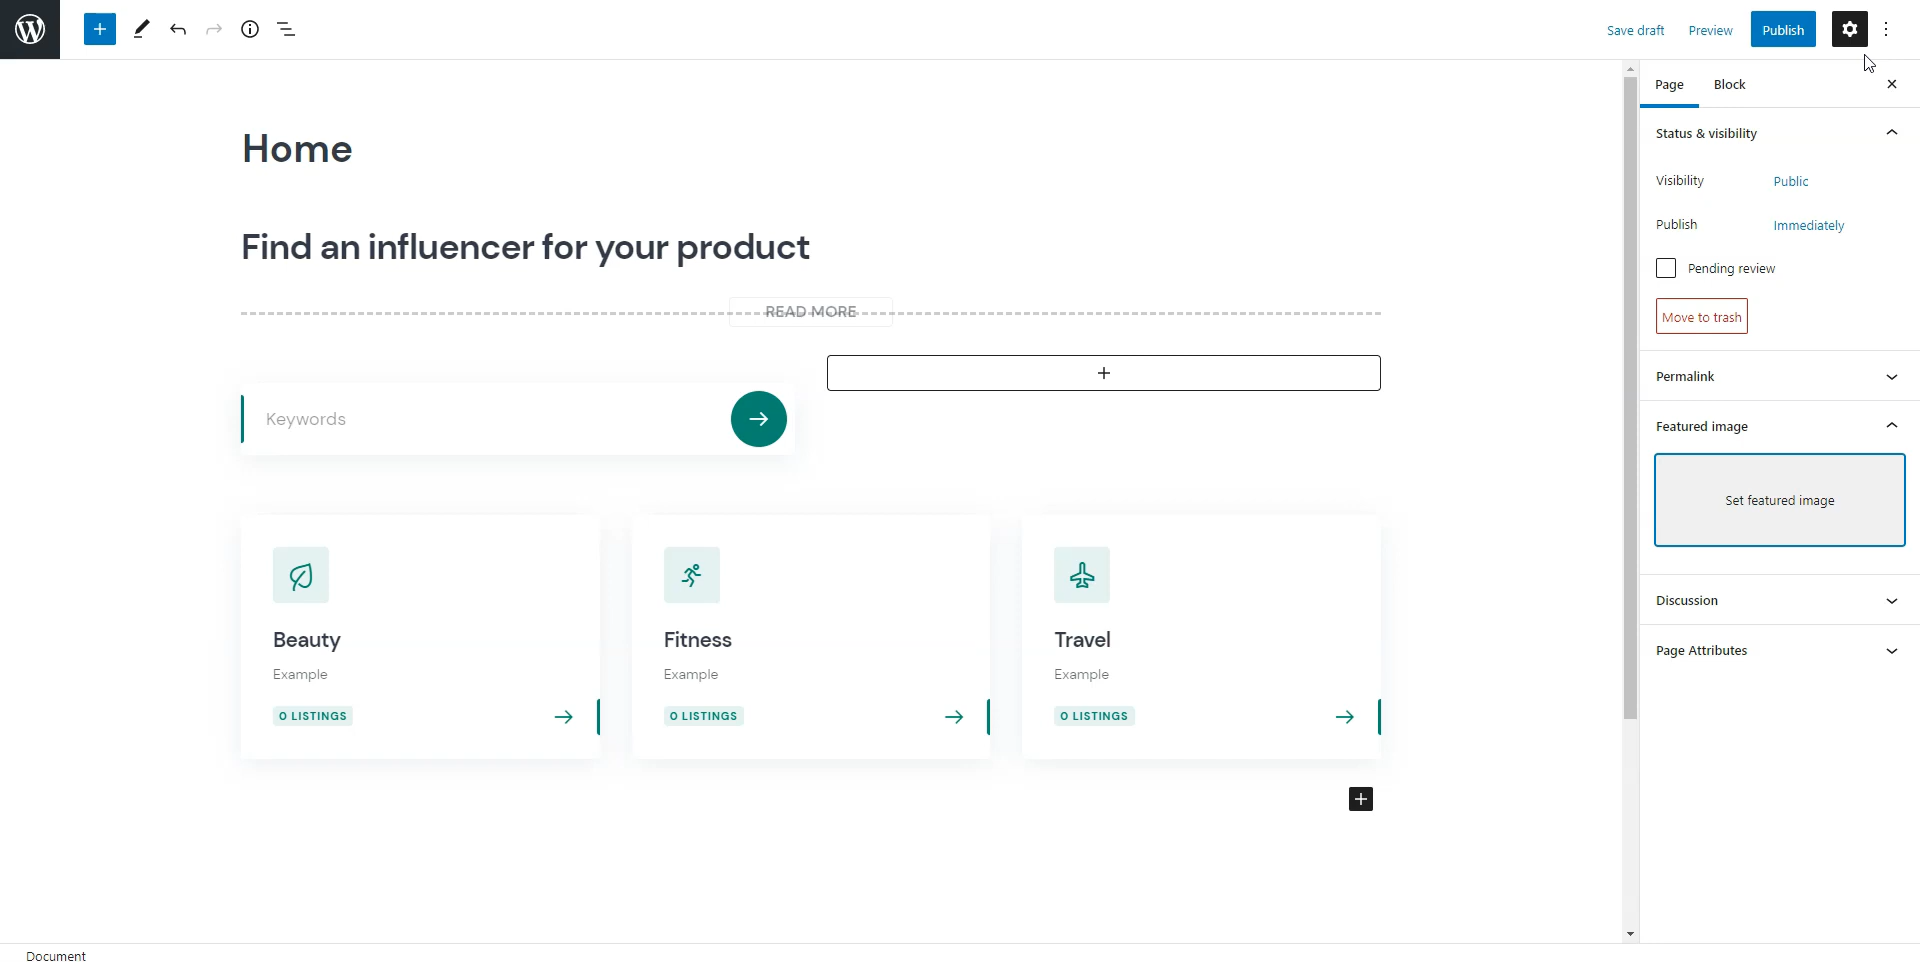 Save draft
Preview
Publish
Page
Block
Status & visibility
Visibility
Public
Publish
Immediately
Pending review
Move to trash
Permalink
Featured image
Set featured image
Discussion
Page Attributes
Home
Find an influencer for your product
READ MORE
Keywords
Beauty
Example
0 LISTINGS
Fitness
Example
0 LISTINGS
Travel
Example
0 LISTINGS
Document